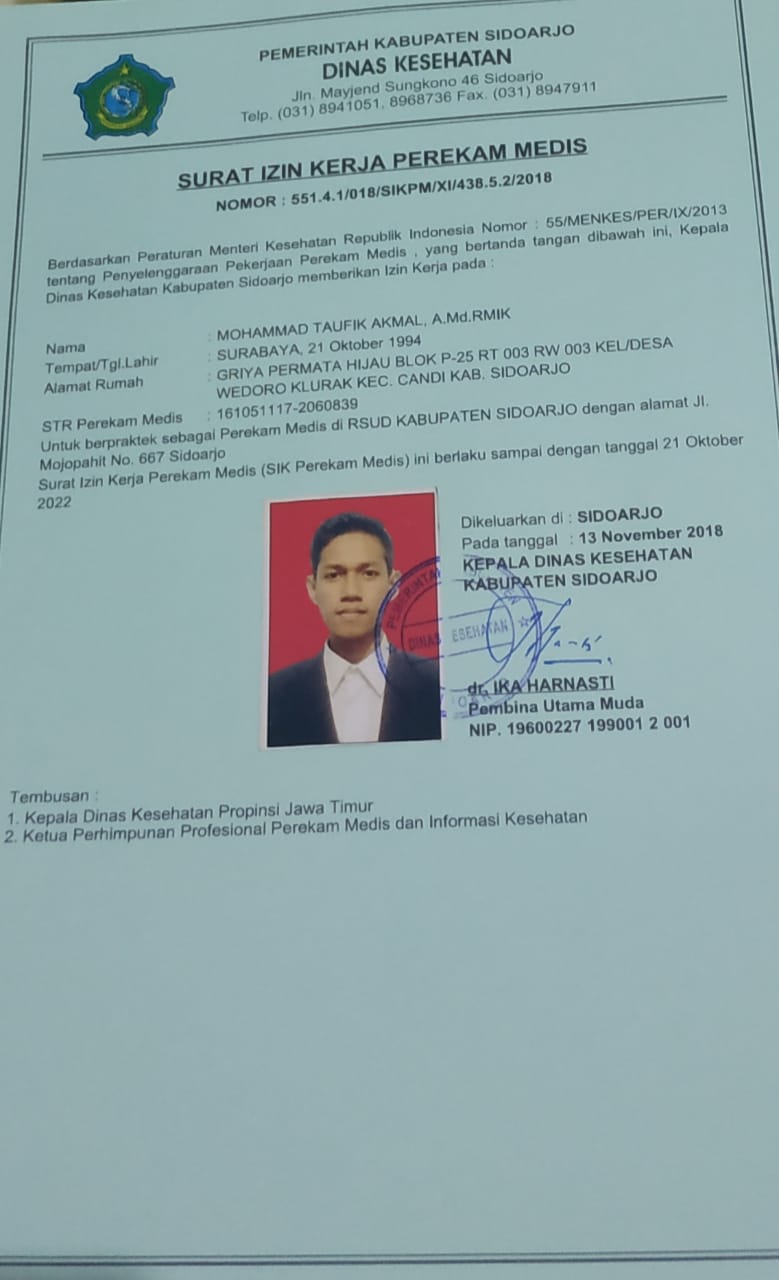 PEMERINTAH KABUPATEN SIDOARJO
DINAS KESEHATAN
Jln. Mayjend Sungkono 46 Sidoarjo
Telp. (031) 8941051, 8968736 Fax. (031) 8947911
SURAT IZIN KERJA PEREKAM MEDIS
NOMOR : 551.4.1/018/SIKPM/XI/438.5.2/2018
Berdasarkan Peraturan Menteri Kesehatan Republik Indonesia Nomor : 55/MENKES/PER/IX/2013
tentang Penyelenggaraan Pekerjaan Perekam Medis , yang bertanda tangan dibawah ini, Kepala
Dinas Kesehatan Kabupaten Sidoarjo memberikan Izin Kerja pada :
Nama : MOHAMMAD TAUFIK AKMAL, A.Md.RMIK
Tempat/Tgl.Lahir : SURABAYA, 21 Oktober 1994
Alamat Rumah : GRIYA PERMATA HIJAU BLOK P-25 RT 003 RW 003 KEL/DESA
WEDORO KLURAK KEC. CANDI KAB. SIDOARJO
STR Perekam Medis : 161051117-2060839
Untuk berpraktek sebagai Perekam Medis di RSUD KABUPATEN SIDOARJO dengan alamat Jl.
Mojopahit No. 667 Sidoarjo
Surat Izin Kerja Perekam Medis (SIK Perekam Medis) ini berlaku sampai dengan tanggal 21 Oktober
2022
Dikeluarkan di : SIDOARJO
Pada tanggal : 13 November 2018
KEPALA DINAS KESEHATAN
KABUPATEN SIDOARJO
DINAS ESEHATAN
dr. IKA HARNASTI
Pembina Utama Muda
NIP. 19600227 199001 2 001
Tembusan :
1. Kepala Dinas Kesehatan Propinsi Jawa Timur
2. Ketua Perhimpunan Profesional Perekam Medis dan Informasi Kesehatan